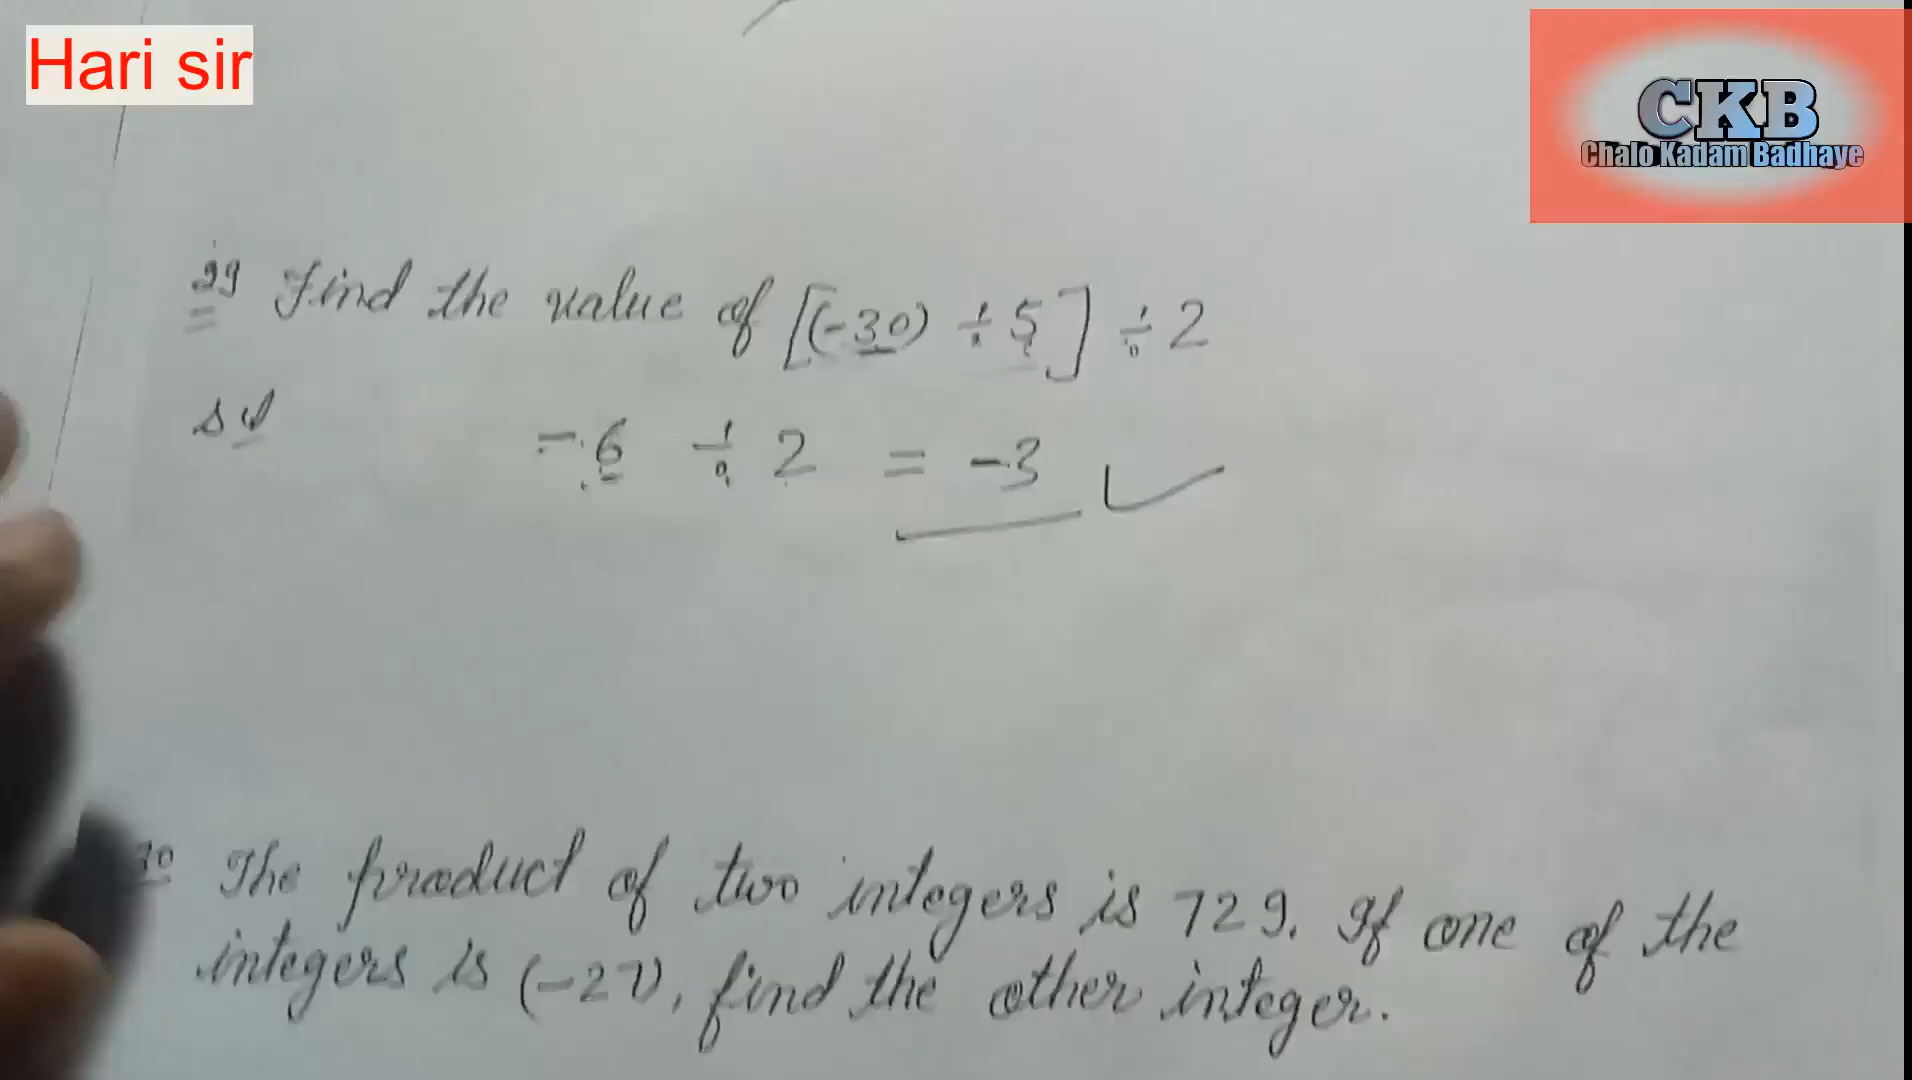 Hari sir
CKB
Chalo Kadam Badhaye
29 Find the value of [(-30) ÷ 5] ÷ 2
Sol
-6 ÷ 2 = -3 ✓
30 The product of two integers is 729. If one of the
integers is (-27), find the other integer.